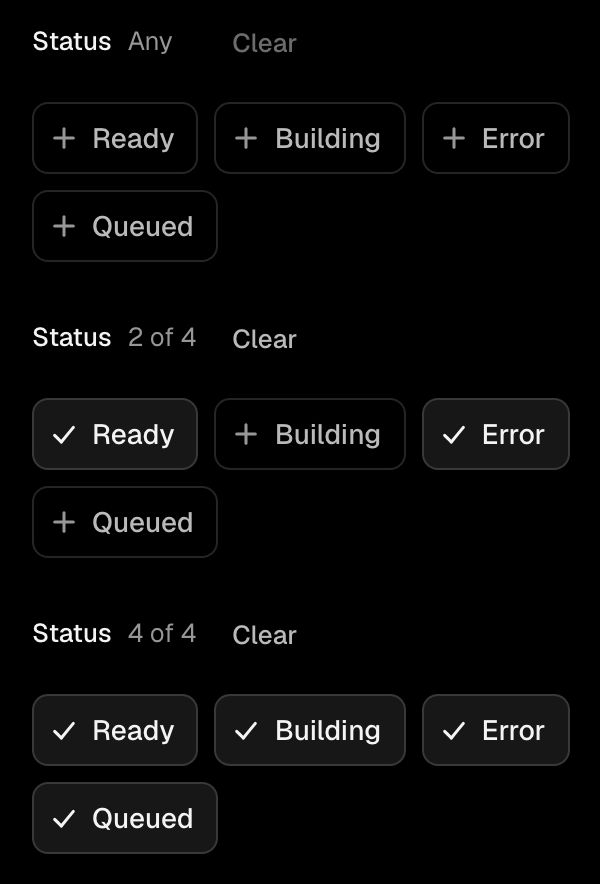 Status Any Clear
Ready Building Error
Queued
Status 2 of 4 Clear
Ready Building Error
Queued
Status 4 of 4 Clear
Ready Building Error
Queued